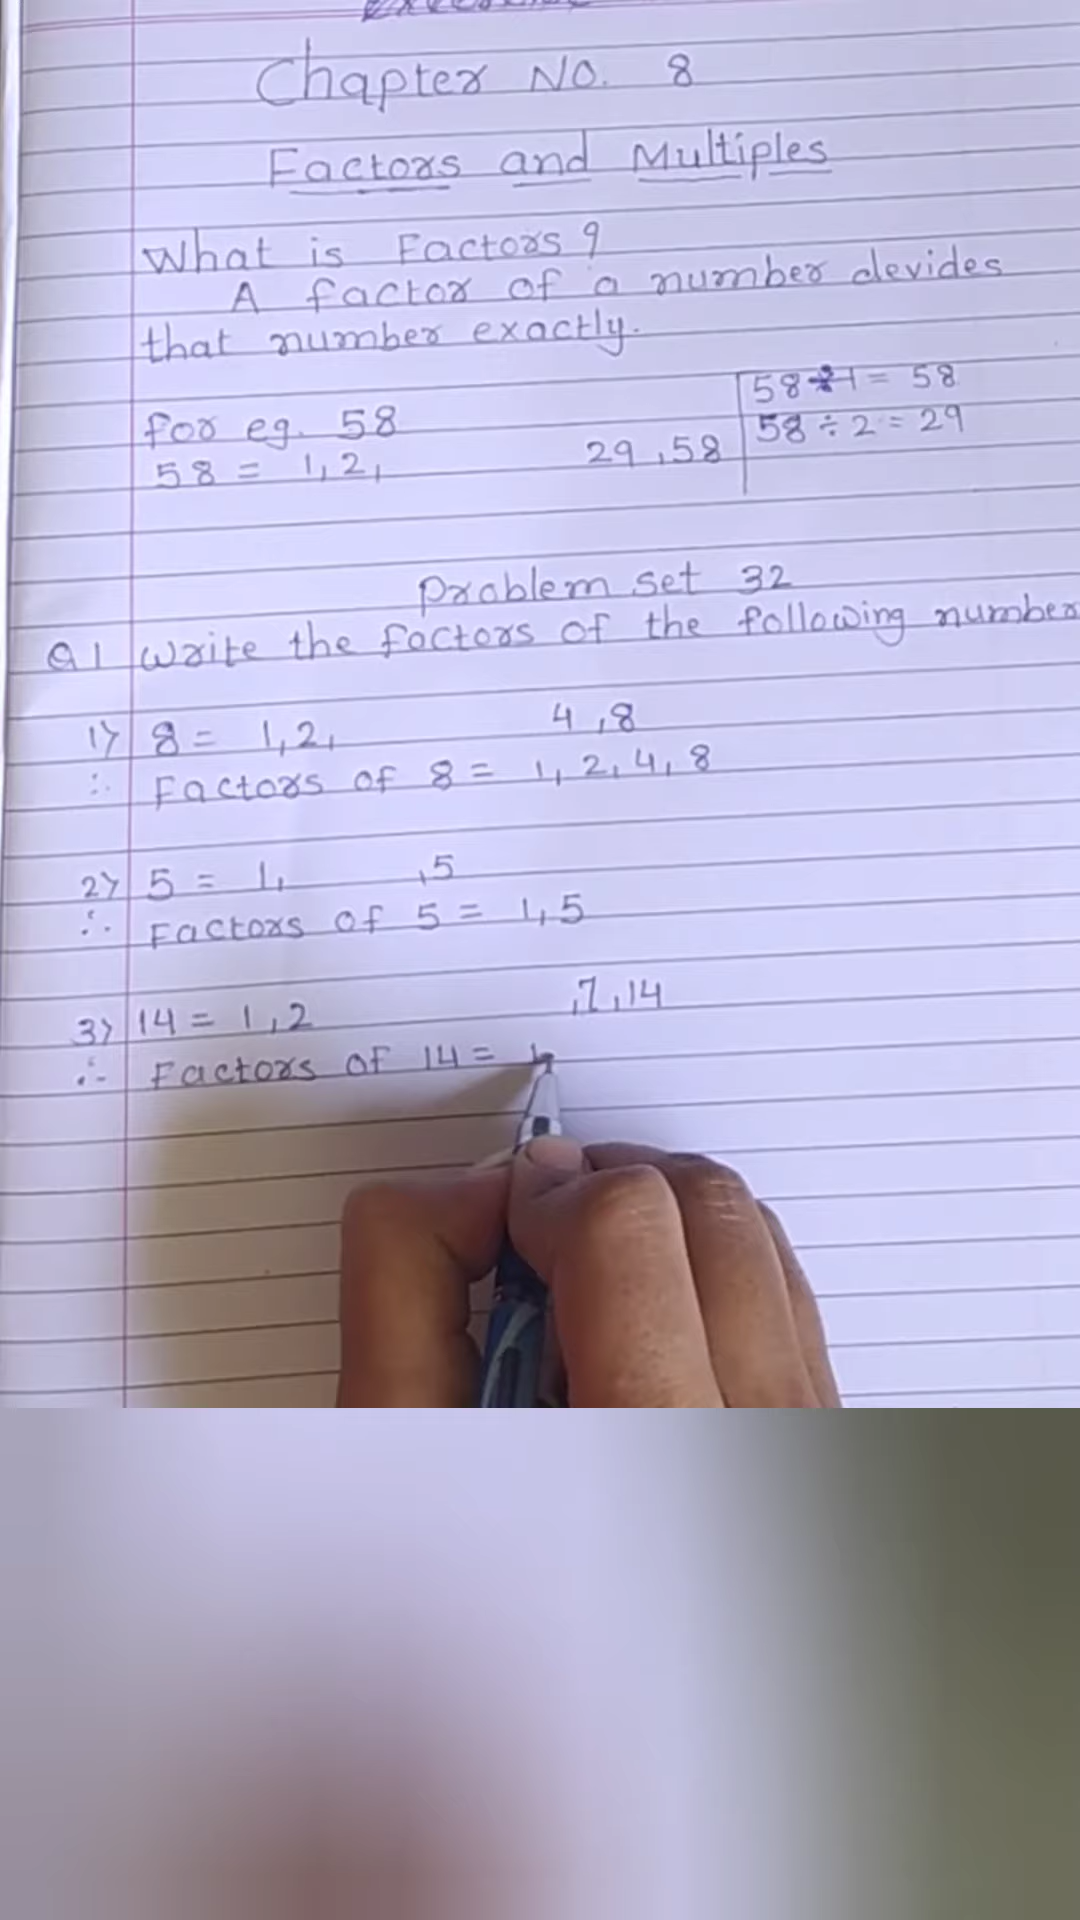 Chapter No. 8
Factors and Multiples
What is Factors?
A factor of a number devides
that number exactly.
58 ÷ 1 = 58
for eg. 58
58 ÷ 2 = 29
58 = 1, 2, 29, 58
Problem set 32
Q1 Write the factors of the following number
1) 8 = 1, 2, 4, 8
∴ Factors of 8 = 1, 2, 4, 8
2) 5 = 1, ,5
∴ Factors of 5 = 1, 5
3) 14 = 1, 2 ,7, 14
∴ Factors of 14 = 1